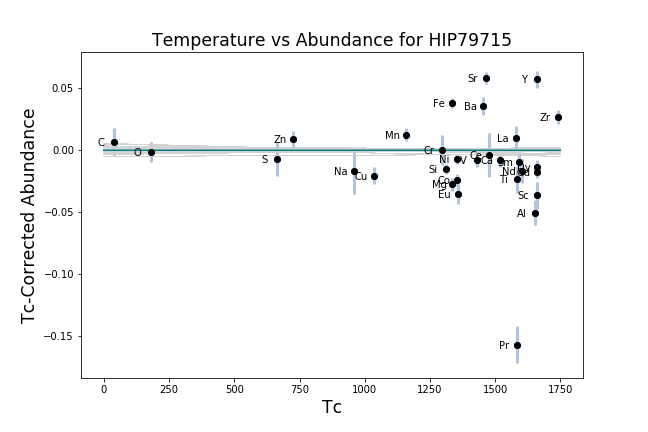 Temperature vs Abundance for HIP79715
Tc-Corrected Abundance
0.05
0.00
−0.05
−0.10
−0.15
Sr
Y
Fe
Ba
Zr
C
Zn
Mn
La
O
Cr
S
Ni
V
Ce
Ca
Sm
Na
Cu
Si
Nd
Co
Mg
Ti
Eu
Sc
Al
Pr
0
250
500
750
1000
1250
1500
1750
Tc